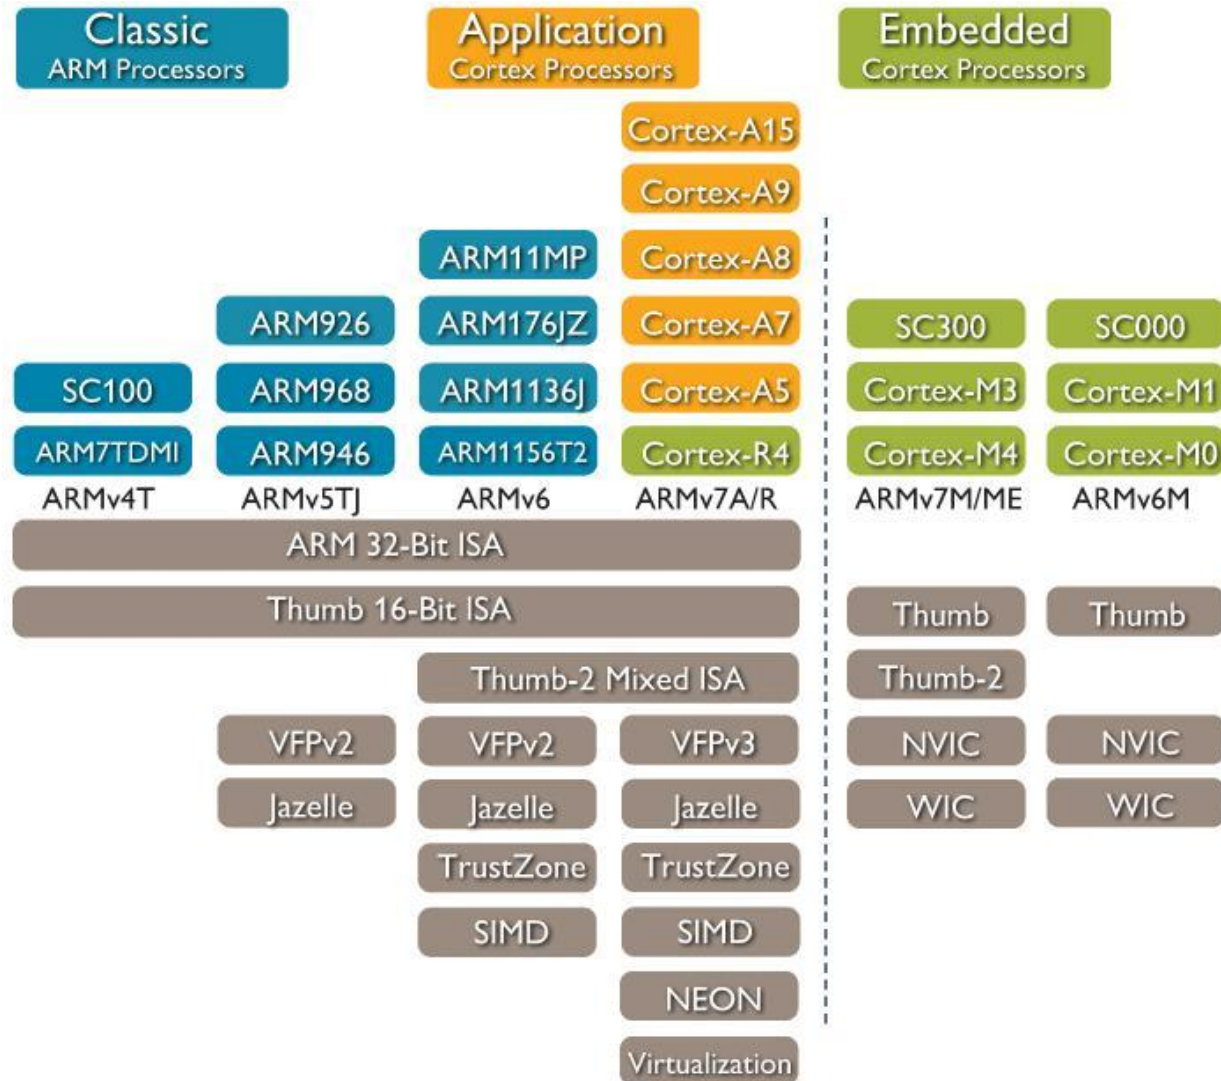 Classic
ARM Processors
Application
Cortex Processors
Embedded
Cortex Processors
Cortex-A15
Cortex-A9
ARM11MP
Cortex-A8
ARM926
ARM176JZ
Cortex-A7
SC300
SC000
SC100
ARM968
ARM1136J
Cortex-A5
Cortex-M3
Cortex-M1
ARM7TDMI
ARM946
ARM1156T2
Cortex-R4
Cortex-M4
Cortex-M0
ARMv4T
ARMv5TJ
ARMv6
ARMv7A/R
ARMv7M/ME
ARMv6M
ARM 32-Bit ISA
Thumb 16-Bit ISA
Thumb
Thumb
Thumb-2 Mixed ISA
Thumb-2
VFPv2
VFPv2
VFPv3
NVIC
NVIC
Jazelle
Jazelle
Jazelle
WIC
WIC
TrustZone
TrustZone
SIMD
SIMD
NEON
Virtualization